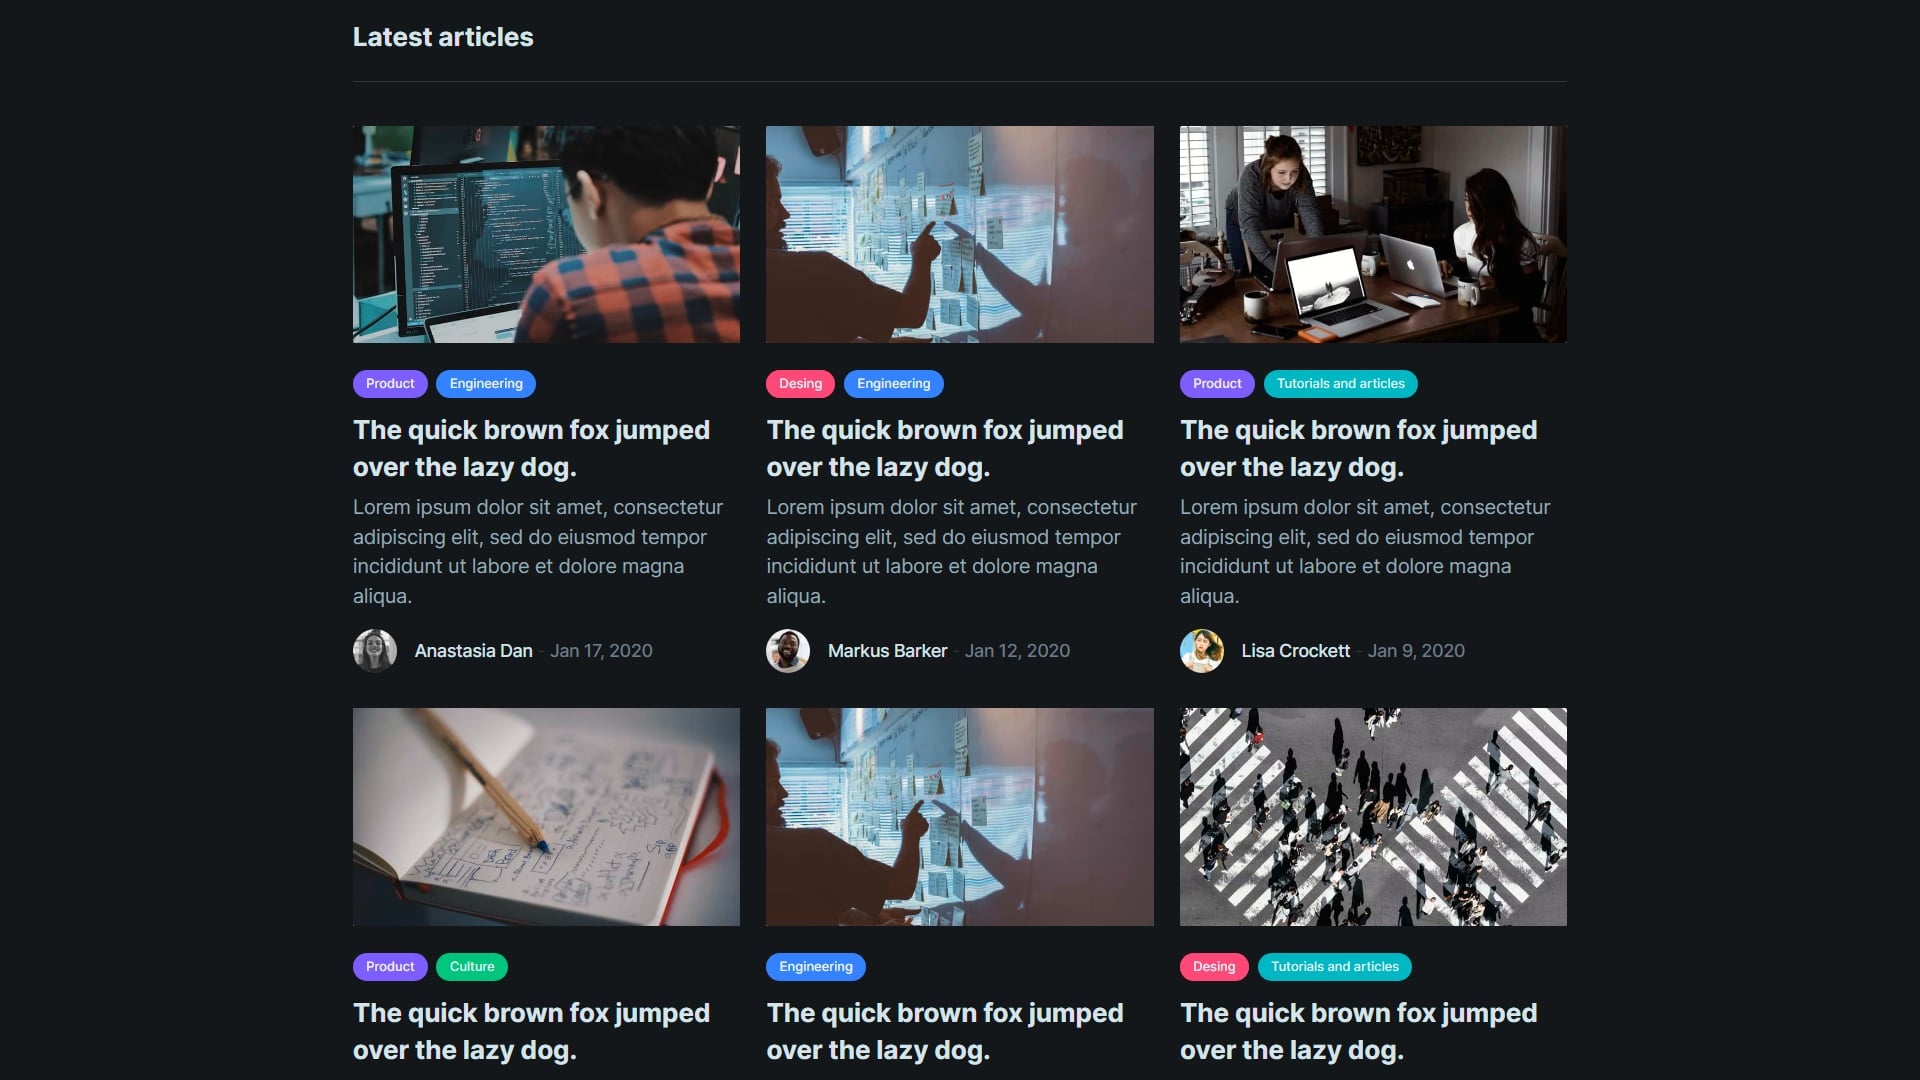 Latest articles
Product Engineering
The quick brown fox jumped
over the lazy dog.
Lorem ipsum dolor sit amet, consectetur
adipiscing elit, sed do eiusmod tempor
incididunt ut labore et dolore magna
aliqua.
Anastasia Dan - Jan 17, 2020
Desing Engineering
The quick brown fox jumped
over the lazy dog.
Lorem ipsum dolor sit amet, consectetur
adipiscing elit, sed do eiusmod tempor
incididunt ut labore et dolore magna
aliqua.
Markus Barker - Jan 12, 2020
Product Tutorials and articles
The quick brown fox jumped
over the lazy dog.
Lorem ipsum dolor sit amet, consectetur
adipiscing elit, sed do eiusmod tempor
incididunt ut labore et dolore magna
aliqua.
Lisa Crockett - Jan 9, 2020
Product Culture
The quick brown fox jumped
over the lazy dog.
Engineering
The quick brown fox jumped
over the lazy dog.
Desing Tutorials and articles
The quick brown fox jumped
over the lazy dog.